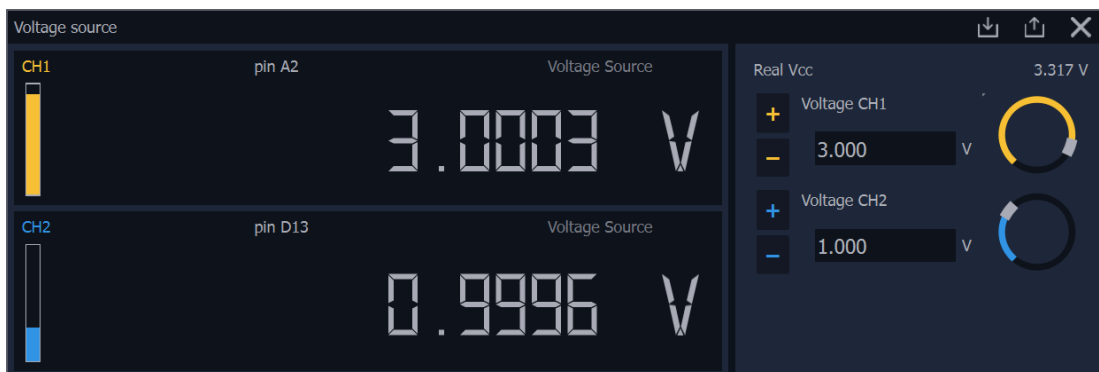 Voltage source
CH1 pin A2 Voltage Source
3.0003 V
CH2 pin D13 Voltage Source
0.9996 V
Real Vcc 3.317 V
+ Voltage CH1
− 3.000 V
+ Voltage CH2
− 1.000 V